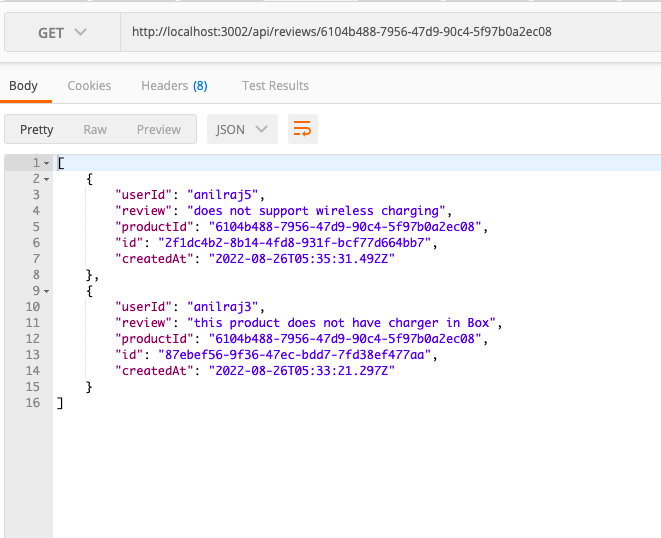 GET http://localhost:3002/api/reviews/6104b488-7956-47d9-90c4-5f97b0a2ec08
Body Cookies Headers (8) Test Results
Pretty Raw Preview JSON
1 [
2 {
3 "userId": "anilraj5",
4 "review": "does not support wireless charging",
5 "productId": "6104b488-7956-47d9-90c4-5f97b0a2ec08",
6 "id": "2f1dc4b2-8b14-4fd8-931f-bcf77d664bb7",
7 "createdAt": "2022-08-26T05:35:31.492Z"
8 },
9 {
10 "userId": "anilraj3",
11 "review": "this product does not have charger in Box",
12 "productId": "6104b488-7956-47d9-90c4-5f97b0a2ec08",
13 "id": "87ebef56-9f36-47ec-bdd7-7fd38ef477aa",
14 "createdAt": "2022-08-26T05:33:21.297Z"
15 }
16 ]